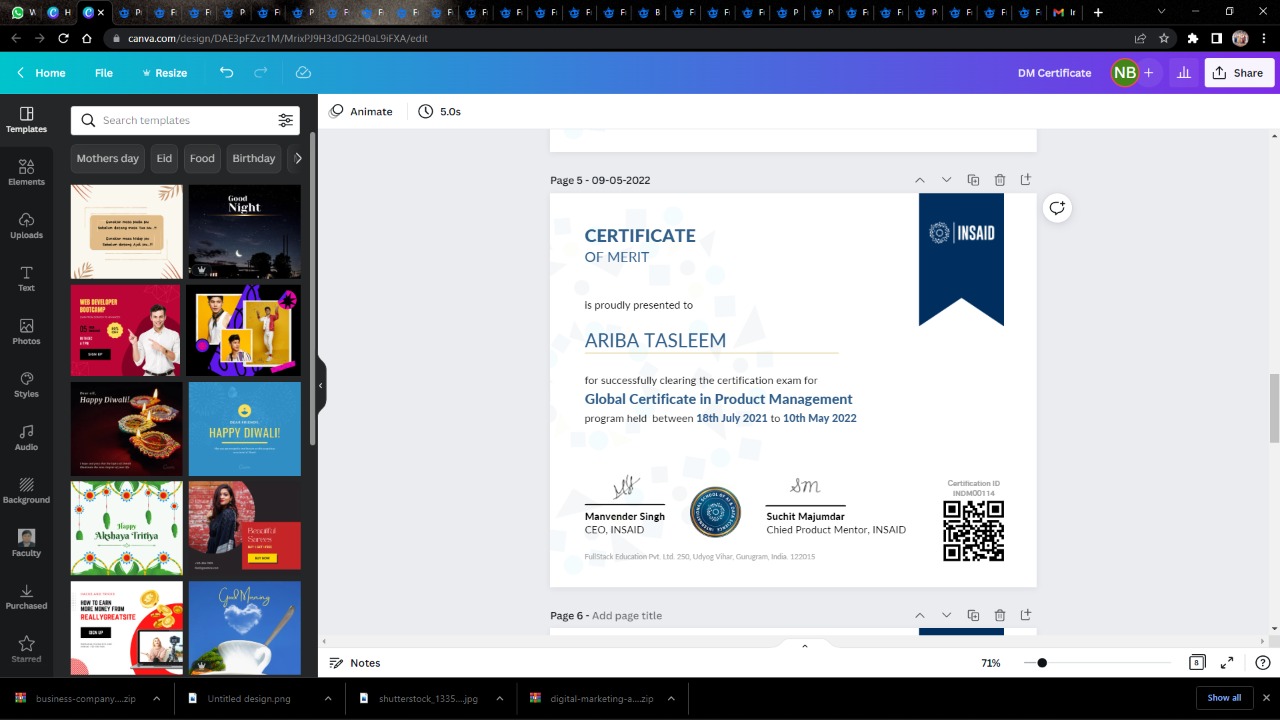 canva.com/design/DAE3pFZvz1M/MrixPJ9H3dDG2H0aL9iFXA/edit
Home
File
Resize
DM Certificate
NB
Share
Templates
Elements
Uploads
Text
Photos
Styles
Audio
Background
Faculty
Purchased
Starred
Search templates
Mothers day
Eid
Food
Birthday
Good
Night
WEB DEVELOPER
BOOTCAMP
SIGN UP
Happy Diwali!
HAPPY DIWALI!
Happy
Akshaya Tritiya
Beautiful
Sarees
HOW TO EARN
MORE MONEY FROM
REALLYGREATSITE
SIGN UP
Good Morning
Animate
5.0s
Page 5 - 09-05-2022
CERTIFICATE
OF MERIT
INSAID
is proudly presented to
ARIBA TASLEEM
for successfully clearing the certification exam for
Global Certificate in Product Management
program held between 18th July 2021 to 10th May 2022
Manvender Singh
CEO, INSAID
Suchit Majumdar
Chied Product Mentor, INSAID
Certification ID
INDM00114
FullStack Education Pvt. Ltd. 250, Udyog Vihar, Gurugram, India. 122015
Page 6 - Add page title
Notes
71%
8
business-company....zip
Untitled design.png
shutterstock_1335....jpg
digital-marketing-a....zip
Show all